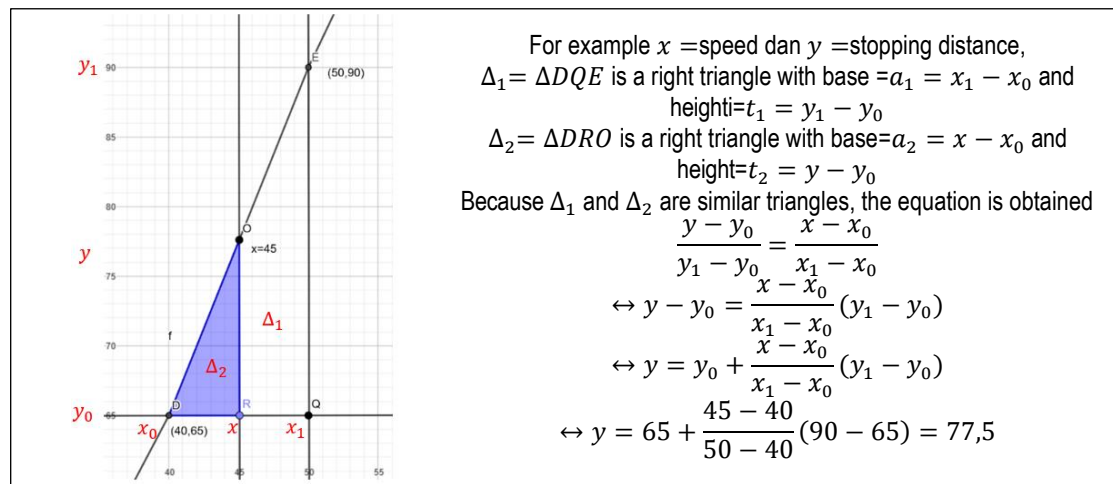 y₁ 90 E
(50,90)
85
80
O
x=45
y
75
Δ₁
f
70
Δ₂
D R Q
y₀ 65
x₀ (40,65) x x₁
40 45 50 55
For example 𝑥 =speed dan 𝑦 =stopping distance,
Δ₁= Δ𝐷𝑄𝐸 is a right triangle with base =𝑎₁ = 𝑥₁ − 𝑥₀ and
heighti=𝑡₁ = 𝑦₁ − 𝑦₀
Δ₂= Δ𝐷𝑅𝑂 is a right triangle with base=𝑎₂ = 𝑥 − 𝑥₀ and
height=𝑡₂ = 𝑦 − 𝑦₀
Because Δ₁ and Δ₂ are similar triangles, the equation is obtained
(𝑦 − 𝑦₀)/(𝑦₁ − 𝑦₀) = (𝑥 − 𝑥₀)/(𝑥₁ − 𝑥₀)
↔ 𝑦 − 𝑦₀ = (𝑥 − 𝑥₀)/(𝑥₁ − 𝑥₀) (𝑦₁ − 𝑦₀)
↔ 𝑦 = 𝑦₀ + (𝑥 − 𝑥₀)/(𝑥₁ − 𝑥₀) (𝑦₁ − 𝑦₀)
↔ 𝑦 = 65 + (45 − 40)/(50 − 40) (90 − 65) = 77,5